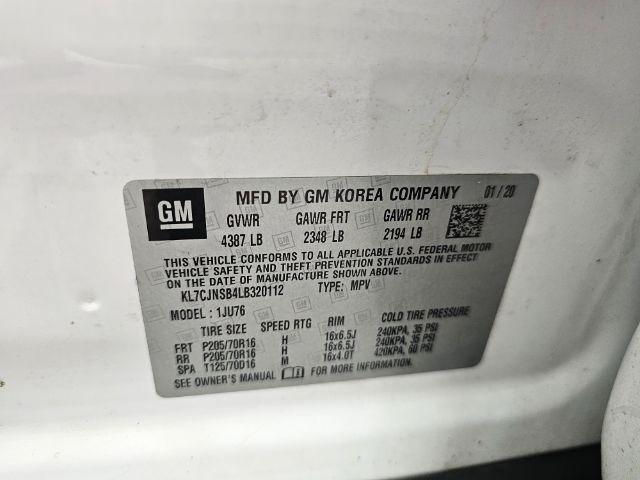 GM MFD BY GM KOREA COMPANY 01 / 20
GVWR GAWR FRT GAWR RR
4387 LB 2348 LB 2194 LB
THIS VEHICLE CONFORMS TO ALL APPLICABLE U.S. FEDERAL MOTOR
VEHICLE SAFETY AND THEFT PREVENTION STANDARDS IN EFFECT
ON THE DATE OF MANUFACTURE SHOWN ABOVE.
KL7CJNSB4LB320112 TYPE: MPV
MODEL : 1JU76
TIRE SIZE SPEED RTG RIM COLD TIRE PRESSURE
FRT P205/70R16 H 16x6.5J 240KPA, 35 PSI
RR P205/70R16 H 16x6.5J 240KPA, 35 PSI
SPA T125/70D16 M 16x4.0T 420KPA, 60 PSI
SEE OWNER'S MANUAL FOR MORE INFORMATION.